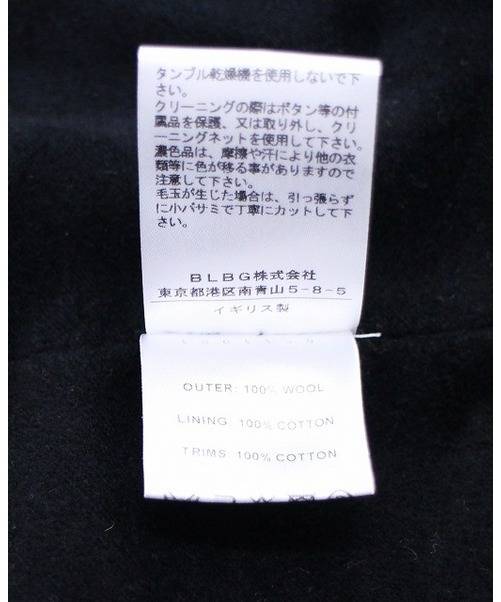 タンブル乾燥機を使用しないで下
さい。
クリーニングの際はボタン等の付
属品を保護、又は取り外し、クリ
ーニングネットを使用して下さい。
濃色品は、摩擦や汗により他の衣
類等に色が移る事がありますので
注意して下さい。
毛玉が生じた場合は、引っ張らず
に小バサミで丁寧にカットして下
さい。
BLBG株式会社
東京都港区南青山5-8-5
イギリス製
OUTER: 100% WOOL
LINING: 100% COTTON
TRIMS: 100% COTTON